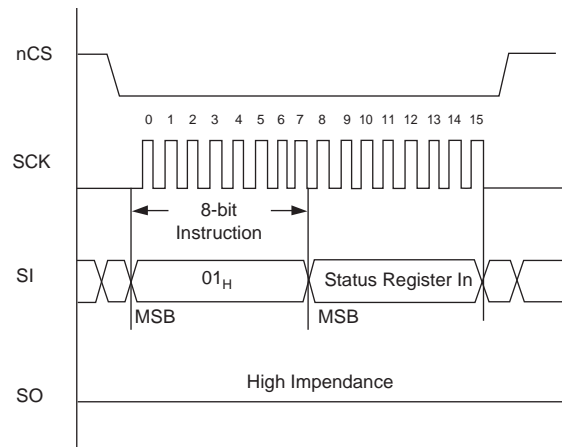 nCS
0 1 2 3 4 5 6 7 8 9 10 11 12 13 14 15
SCK
8-bit
Instruction
SI
01H
Status Register In
MSB
MSB
High Impendance
SO